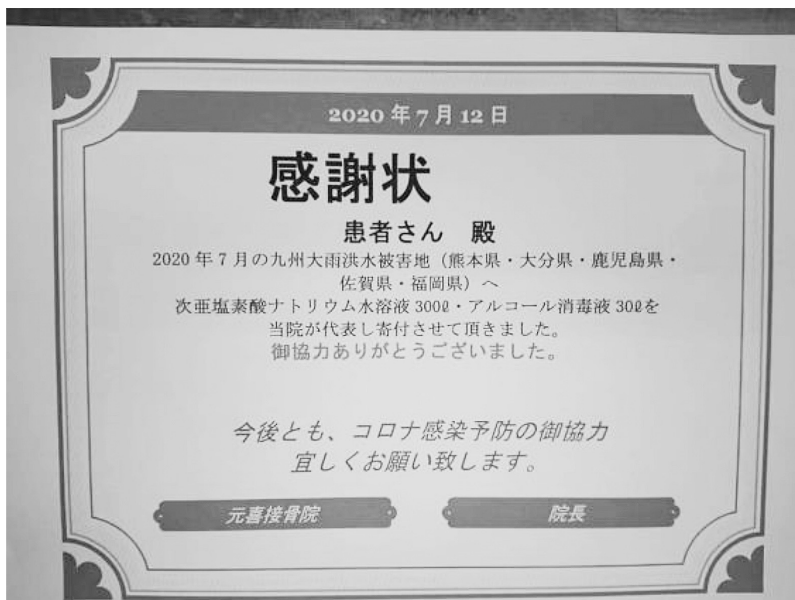 2020年7月12日
感謝状
患者さん　殿
2020年7月の九州大雨洪水被害地（熊本県・大分県・鹿児島県・
佐賀県・福岡県）へ
次亜塩素酸ナトリウム水溶液300ℓ・アルコール消毒液30ℓを
当院が代表し寄付させて頂きました。
御協力ありがとうございました。
今後とも、コロナ感染予防の御協力
宜しくお願い致します。
元喜接骨院
院長